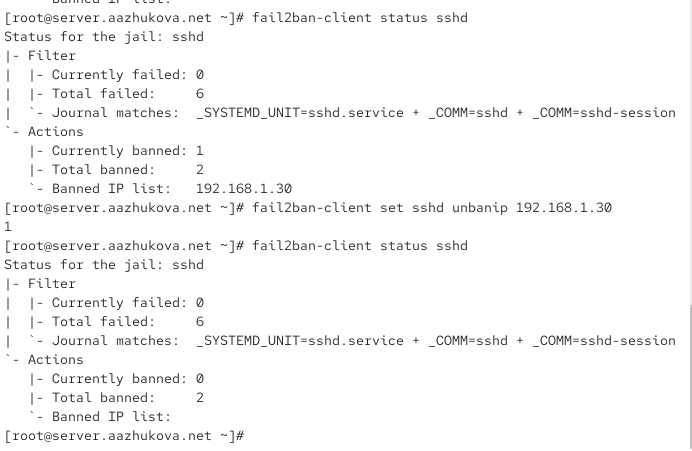 [root@server.aazhukova.net ~]# fail2ban-client status sshd
Status for the jail: sshd
|- Filter
|  |- Currently failed: 0
|  |- Total failed:     6
|  `- Journal matches:  _SYSTEMD_UNIT=sshd.service + _COMM=sshd + _COMM=sshd-session
`- Actions
   |- Currently banned: 1
   |- Total banned:     2
   `- Banned IP list:   192.168.1.30
[root@server.aazhukova.net ~]# fail2ban-client set sshd unbanip 192.168.1.30
1
[root@server.aazhukova.net ~]# fail2ban-client status sshd
Status for the jail: sshd
|- Filter
|  |- Currently failed: 0
|  |- Total failed:     6
|  `- Journal matches:  _SYSTEMD_UNIT=sshd.service + _COMM=sshd + _COMM=sshd-session
`- Actions
   |- Currently banned: 0
   |- Total banned:     2
   `- Banned IP list:
[root@server.aazhukova.net ~]#